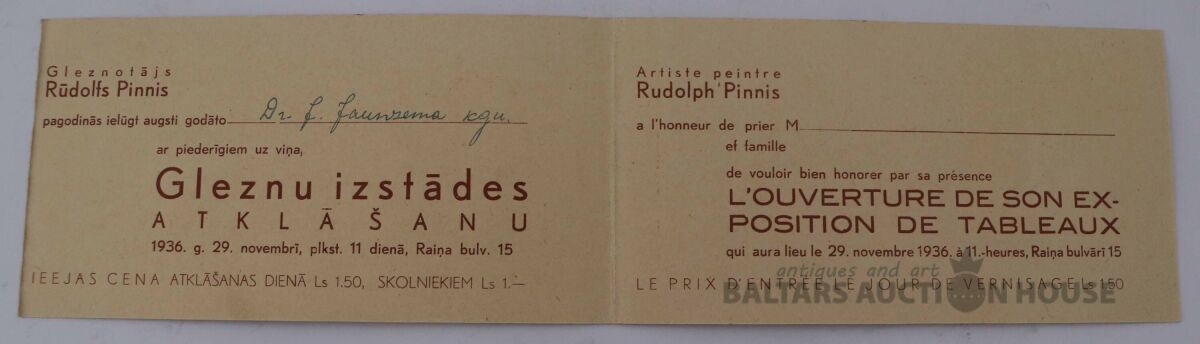 Gleznotājs
Rūdolfs Pinnis
pagodinās ielūgt augsti godāto Dr. J. Jaunzema kgu.
ar piederīgiem uz viņa,
Gleznu izstādes
ATKLĀŠANU
1936. g. 29. novembrī, plkst. 11 dienā, Raiņa bulv. 15
IEEJAS CENA ATKLĀŠANAS DIENĀ Ls 1.50, SKOLNIEKIEM Ls 1.—
Artiste peintre
Rudolph Pinnis
a l'honneur de prier M
ef famille
de vouloir bien honorer par sa présence
L'OUVERTURE DE SON EX-
POSITION DE TABLEAUX
qui aura lieu le 29. novembre 1936. à 11.-heures, Raiņa bulvārī 15
LE PRIX D'ENTRÉE LE JOUR DE VERNISAGE Ls 1.50
antiques and art
BALTARS AUCTION HOUSE